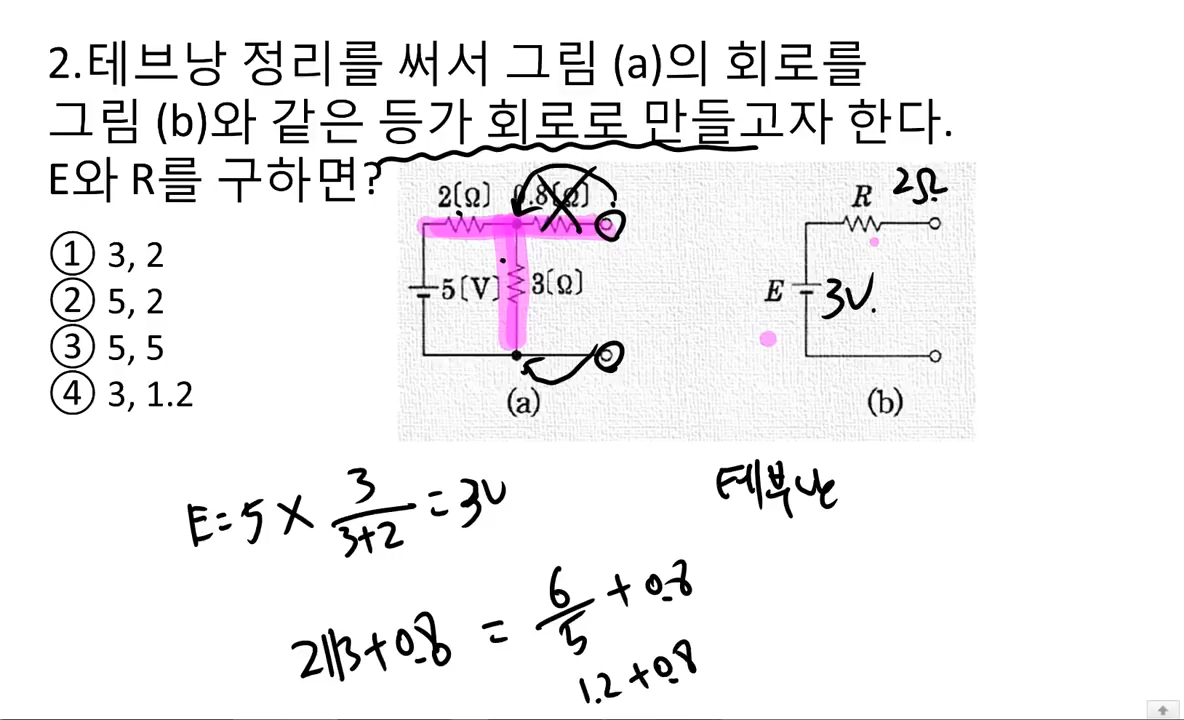 2.테브낭 정리를 써서 그림 (a)의 회로를
그림 (b)와 같은 등가 회로로 만들고자 한다.
E와 R를 구하면?
① 3, 2
② 5, 2
③ 5, 5
④ 3, 1.2
2[Ω] 0.8[Ω]
5[V] 3[Ω]
(a)
R 2Ω
E 3V.
(b)
E=5×3/(3+2)=3V
테부낭
2∥3+0.8 = 6/5+0.8
1.2+0.8